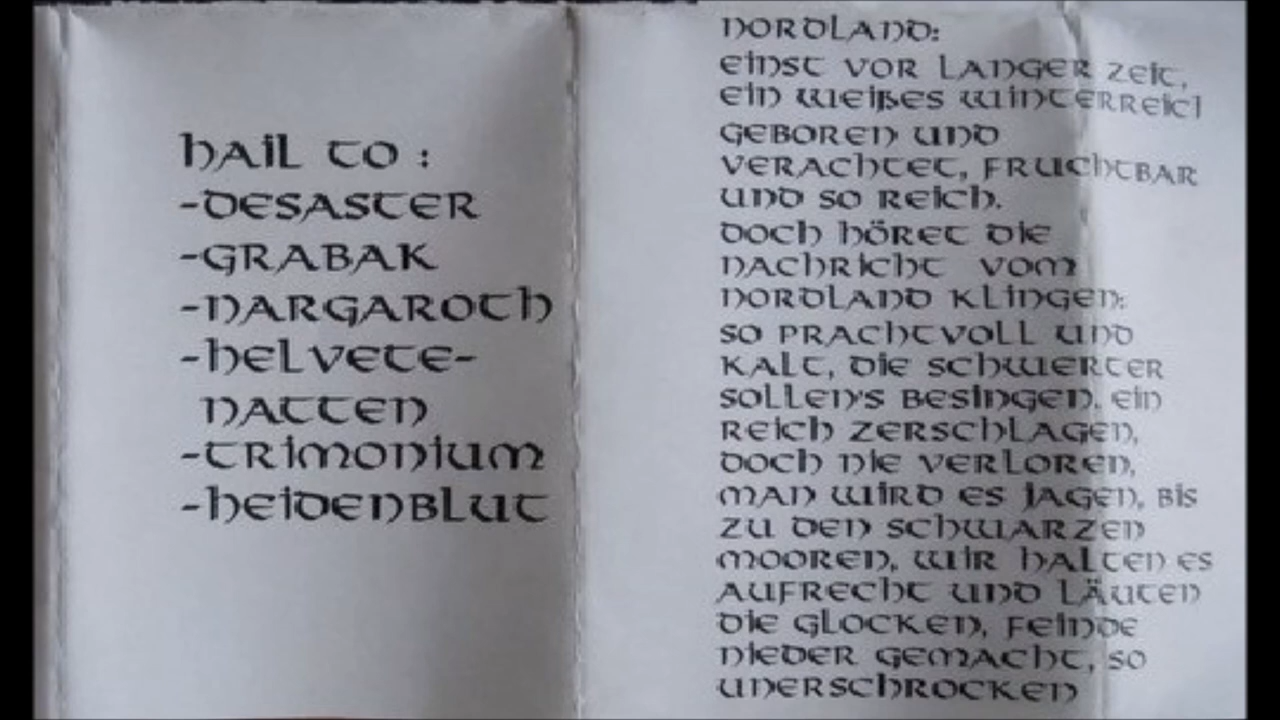 hail to :
-Desaster
-Grabak
-Nargaroth
-Helvete-
natten
-Trimonium
-Heidenblut
Nordland:
Einst vor langer Zeit,
ein weißes Winterreich
geboren und
verachtet, fruchtbar
und so reich.
Doch höret die
Nachricht vom
Nordland klingen:
so prachtvoll und
kalt, die Schwerter
sollen's besingen. Ein
Reich zerschlagen,
doch nie verloren,
man wird es jagen, bis
zu den schwarzen
Mooren. Wir halten es
aufrecht und läuten
die Glocken, Feinde
nieder gemacht, so
unerschrocken